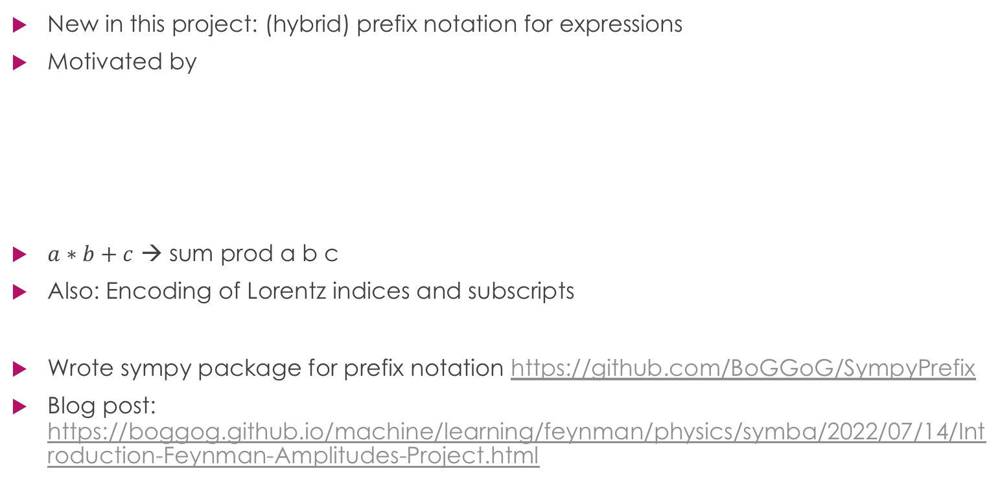 New in this project: (hybrid) prefix notation for expressions
Motivated by
a ∗ b + c → sum prod a b c
Also: Encoding of Lorentz indices and subscripts
Wrote sympy package for prefix notation https://github.com/BoGGoG/SympyPrefix
Blog post:
https://boggog.github.io/machine/learning/feynman/physics/symba/2022/07/14/Int
roduction-Feynman-Amplitudes-Project.html